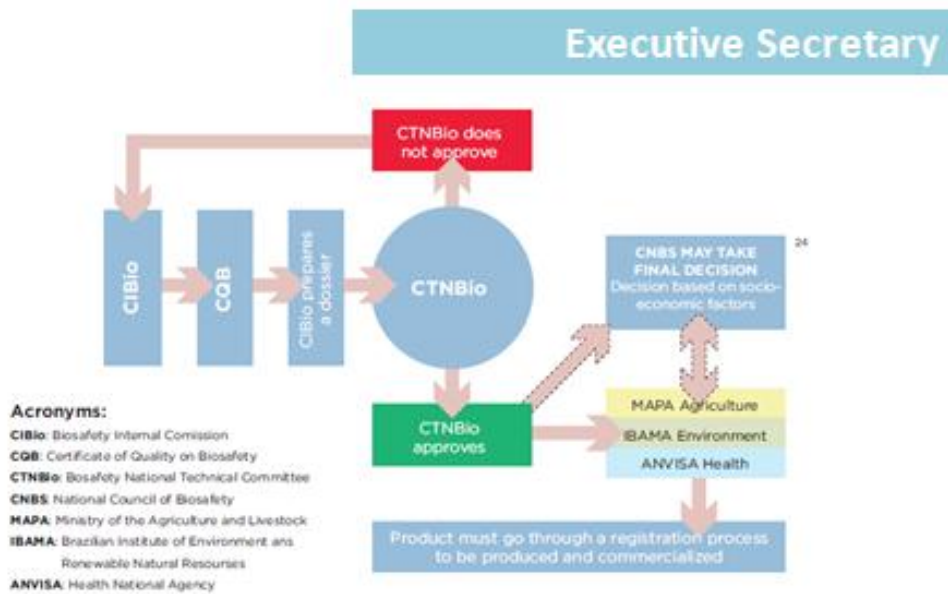 Executive Secretary
CTNBio does
not approve
CIBio
CQB
CIBio prepares
a dossier
CTNBio
CNBS MAY TAKE
FINAL DECISION
Decision based on socio-
economic factors
24
CTNBio
approves
MAPA Agriculture
IBAMA Environment
ANVISA Health
Product must go through a registration process
to be produced and commercialized
Acronyms:
CIBio: Biosafety Internal Comission
CQB: Certificate of Quality on Biosafety
CTNBio: Bosafety National Technical Committee
CNBS: National Council of Biosafety
MAPA: Ministry of the Agriculture and Livestock
IBAMA: Brazilian Institute of Environment ans
Renewable Natural Resourses
ANVISA: Health National Agency